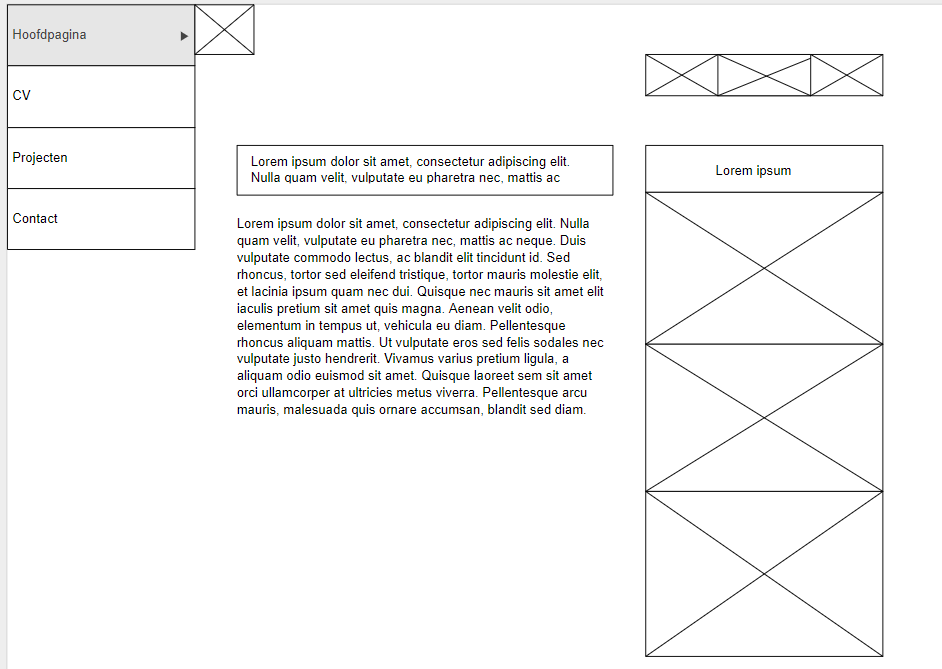 Hoofdpagina
CV
Projecten
Contact
Lorem ipsum dolor sit amet, consectetur adipiscing elit.
Nulla quam velit, vulputate eu pharetra nec, mattis ac
Lorem ipsum dolor sit amet, consectetur adipiscing elit. Nulla
quam velit, vulputate eu pharetra nec, mattis ac neque. Duis
vulputate commodo lectus, ac blandit elit tincidunt id. Sed
rhoncus, tortor sed eleifend tristique, tortor mauris molestie elit,
et lacinia ipsum quam nec dui. Quisque nec mauris sit amet elit
iaculis pretium sit amet quis magna. Aenean velit odio,
elementum in tempus ut, vehicula eu diam. Pellentesque
rhoncus aliquam mattis. Ut vulputate eros sed felis sodales nec
vulputate justo hendrerit. Vivamus varius pretium ligula, a
aliquam odio euismod sit amet. Quisque laoreet sem sit amet
orci ullamcorper at ultricies metus viverra. Pellentesque arcu
mauris, malesuada quis ornare accumsan, blandit sed diam.
Lorem ipsum